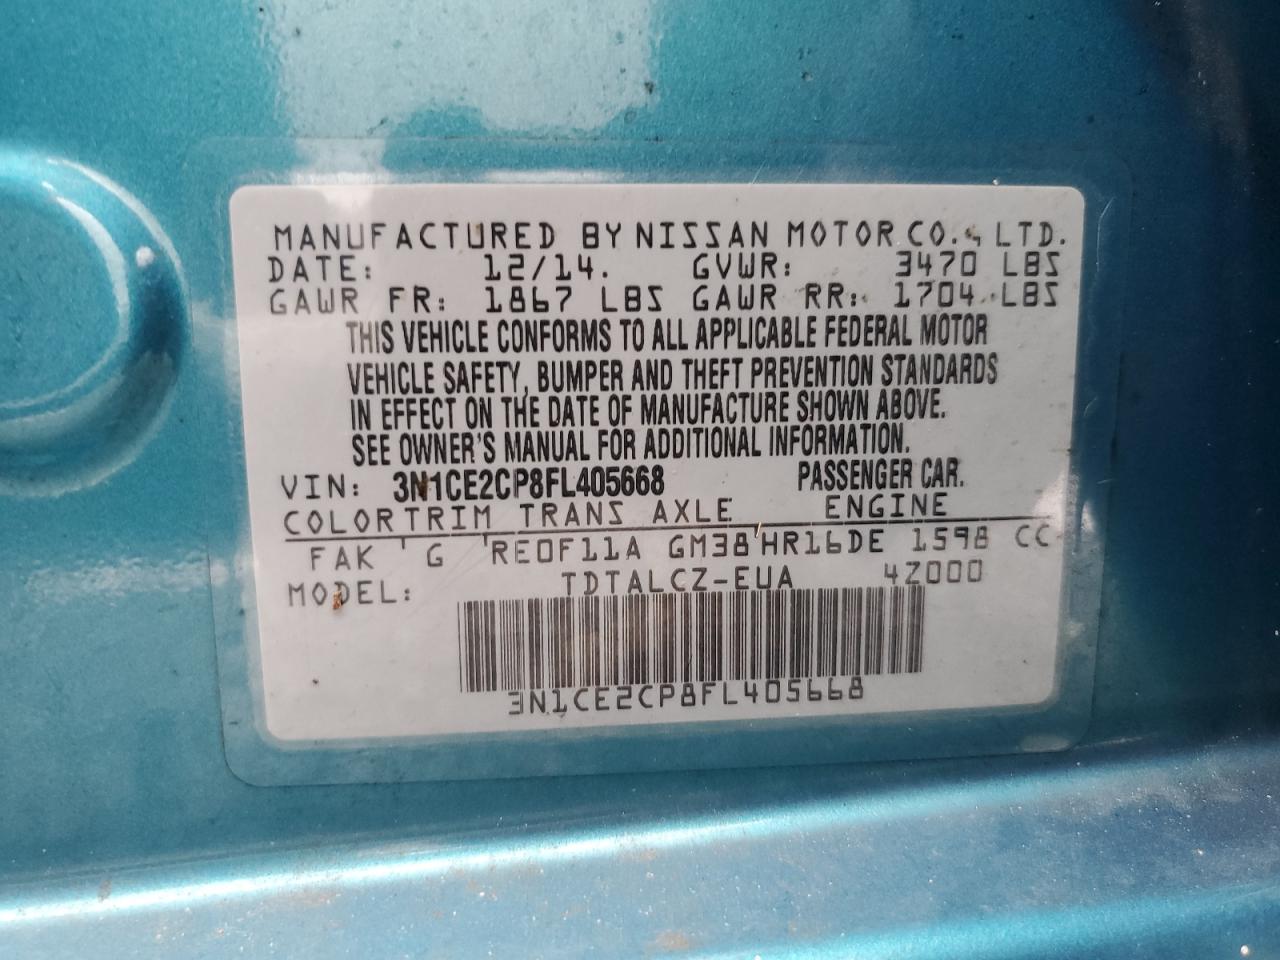 MANUFACTURED BY NISSAN MOTOR CO., LTD.
DATE: 12/14. GVWR: 3470 LBS
GAWR FR: 1867 LBS GAWR RR: 1704 LBS
THIS VEHICLE CONFORMS TO ALL APPLICABLE FEDERAL MOTOR
VEHICLE SAFETY, BUMPER AND THEFT PREVENTION STANDARDS
IN EFFECT ON THE DATE OF MANUFACTURE SHOWN ABOVE.
SEE OWNER'S MANUAL FOR ADDITIONAL INFORMATION.
VIN: 3N1CE2CP8FL405668 PASSENGER CAR.
COLOR TRIM TRANS AXLE ENGINE
FAK G RE0F11A GM38 HR16DE 1598 CC
MODEL: TDTALCZ-EUA 4Z000
3N1CE2CP8FL405668